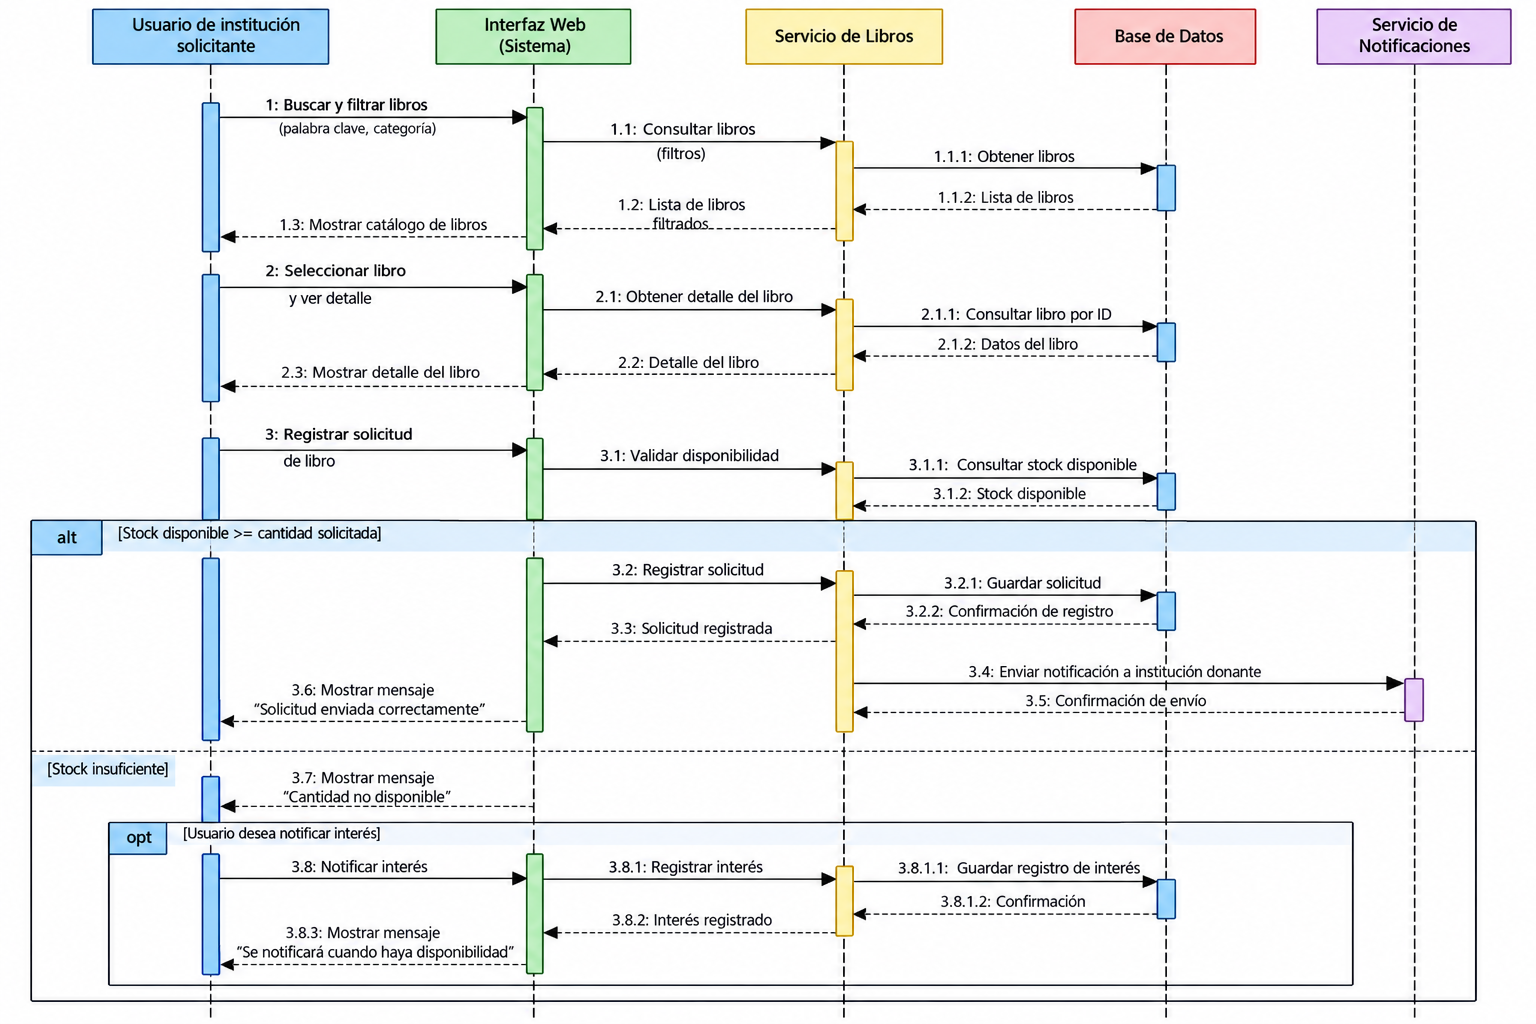 Usuario de institución
solicitante
Interfaz Web
(Sistema)
Servicio de Libros
Base de Datos
Servicio de
Notificaciones
1: Buscar y filtrar libros
(palabra clave, categoría)
1.1: Consultar libros
(filtros)
1.1.1: Obtener libros
1.1.2: Lista de libros
1.2: Lista de libros
filtrados
1.3: Mostrar catálogo de libros
2: Seleccionar libro
y ver detalle
2.1: Obtener detalle del libro
2.1.1: Consultar libro por ID
2.1.2: Datos del libro
2.2: Detalle del libro
2.3: Mostrar detalle del libro
3: Registrar solicitud
de libro
3.1: Validar disponibilidad
3.1.1: Consultar stock disponible
3.1.2: Stock disponible
alt
[Stock disponible >= cantidad solicitada]
3.2: Registrar solicitud
3.2.1: Guardar solicitud
3.2.2: Confirmación de registro
3.3: Solicitud registrada
3.4: Enviar notificación a institución donante
3.5: Confirmación de envío
3.6: Mostrar mensaje
“Solicitud enviada correctamente”
[Stock insuficiente]
3.7: Mostrar mensaje
“Cantidad no disponible”
opt
[Usuario desea notificar interés]
3.8: Notificar interés
3.8.1: Registrar interés
3.8.1.1: Guardar registro de interés
3.8.1.2: Confirmación
3.8.2: Interés registrado
3.8.3: Mostrar mensaje
“Se notificará cuando haya disponibilidad”